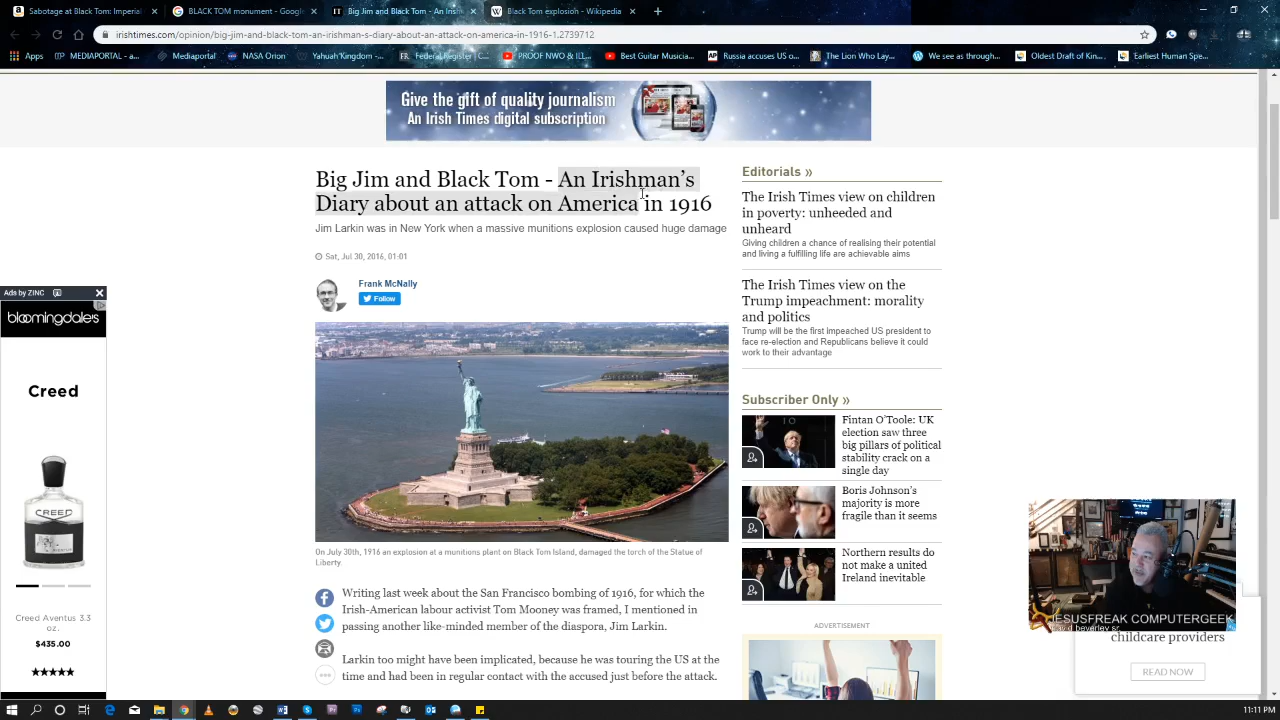 Sabotage at Black Tom: Imperial
BLACK TOM monument - Google
Big Jim and Black Tom - An Irish
Black Tom explosion - Wikipedia
irishtimes.com/opinion/big-jim-and-black-tom-an-irishman-s-diary-about-an-attack-on-america-in-1916-1.2739712
Apps
MEDIAPORTAL - a...
Mediaportal
NASA Orion
Yahuah'Kingdom -...
Federal Register | C...
PROOF NWO & ILL...
Best Guitar Musicia...
Russia accuses US o...
The Lion Who Lay...
We see as through...
Oldest Draft of Kin...
Earliest Human Spe...
Give the gift of quality journalism
An Irish Times digital subscription
Big Jim and Black Tom - An Irishman's
Diary about an attack on America in 1916
Jim Larkin was in New York when a massive munitions explosion caused huge damage
Sat, Jul 30, 2016, 01:01
Frank McNally
Follow
On July 30th, 1916 an explosion at a munitions plant on Black Tom Island, damaged the torch of the Statue of
Liberty
Writing last week about the San Francisco bombing of 1916, for which the
Irish-American labour activist Tom Mooney was framed, I mentioned in
passing another like-minded member of the diaspora, Jim Larkin.
Larkin too might have been implicated, because he was touring the US at the
time and had been in regular contact with the accused just before the attack.
Editorials »
The Irish Times view on children
in poverty: unheeded and
unheard
Giving children a chance of realising their potential
and living a fulfilling life are achievable aims
The Irish Times view on the
Trump impeachment: morality
and politics
Trump will be the first impeached US president to
face re-election and Republicans believe it could
work to their advantage
Subscriber Only »
Fintan O'Toole: UK
election saw three
big pillars of political
stability crack on a
single day
Boris Johnson's
majority is more
fragile than it seems
Northern results do
not make a united
Ireland inevitable
ADVERTISEMENT
Ads by ZINC
bloomingdales
Creed
CREED
Creed Aventus 3.3
oz.
$435.00
JESUSFREAK COMPUTERGEEK
david beverley sr.
childcare providers
READ NOW
11:11 PM